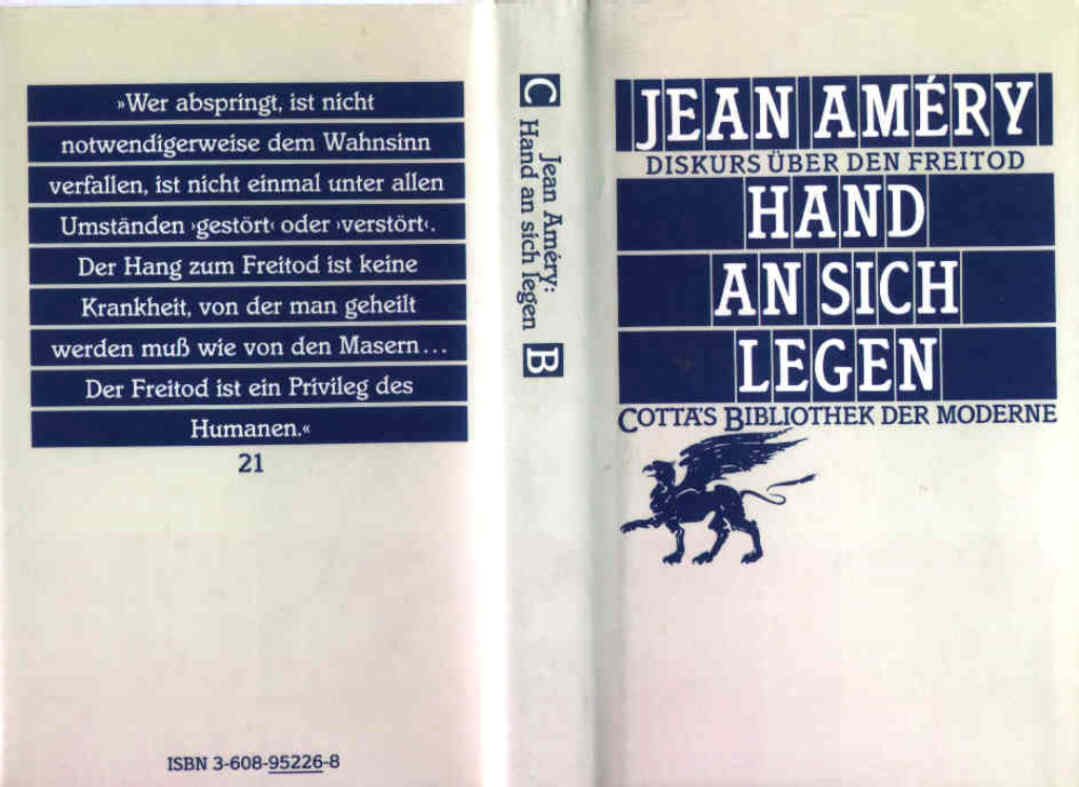 »Wer abspringt, ist nicht
notwendigerweise dem Wahnsinn
verfallen, ist nicht einmal unter allen
Umständen ›gestört‹ oder ›verstört‹.
Der Hang zum Freitod ist keine
Krankheit, von der man geheilt
werden muß wie von den Masern...
Der Freitod ist ein Privileg des
Humanen.«
21
ISBN 3-608-95226-8
C
Jean Améry:
Hand an sich legen
B
JEAN AMÉRY
DISKURS ÜBER DEN FREITOD
HAND
AN SICH
LEGEN
COTTA'S BIBLIOTHEK DER MODERNE